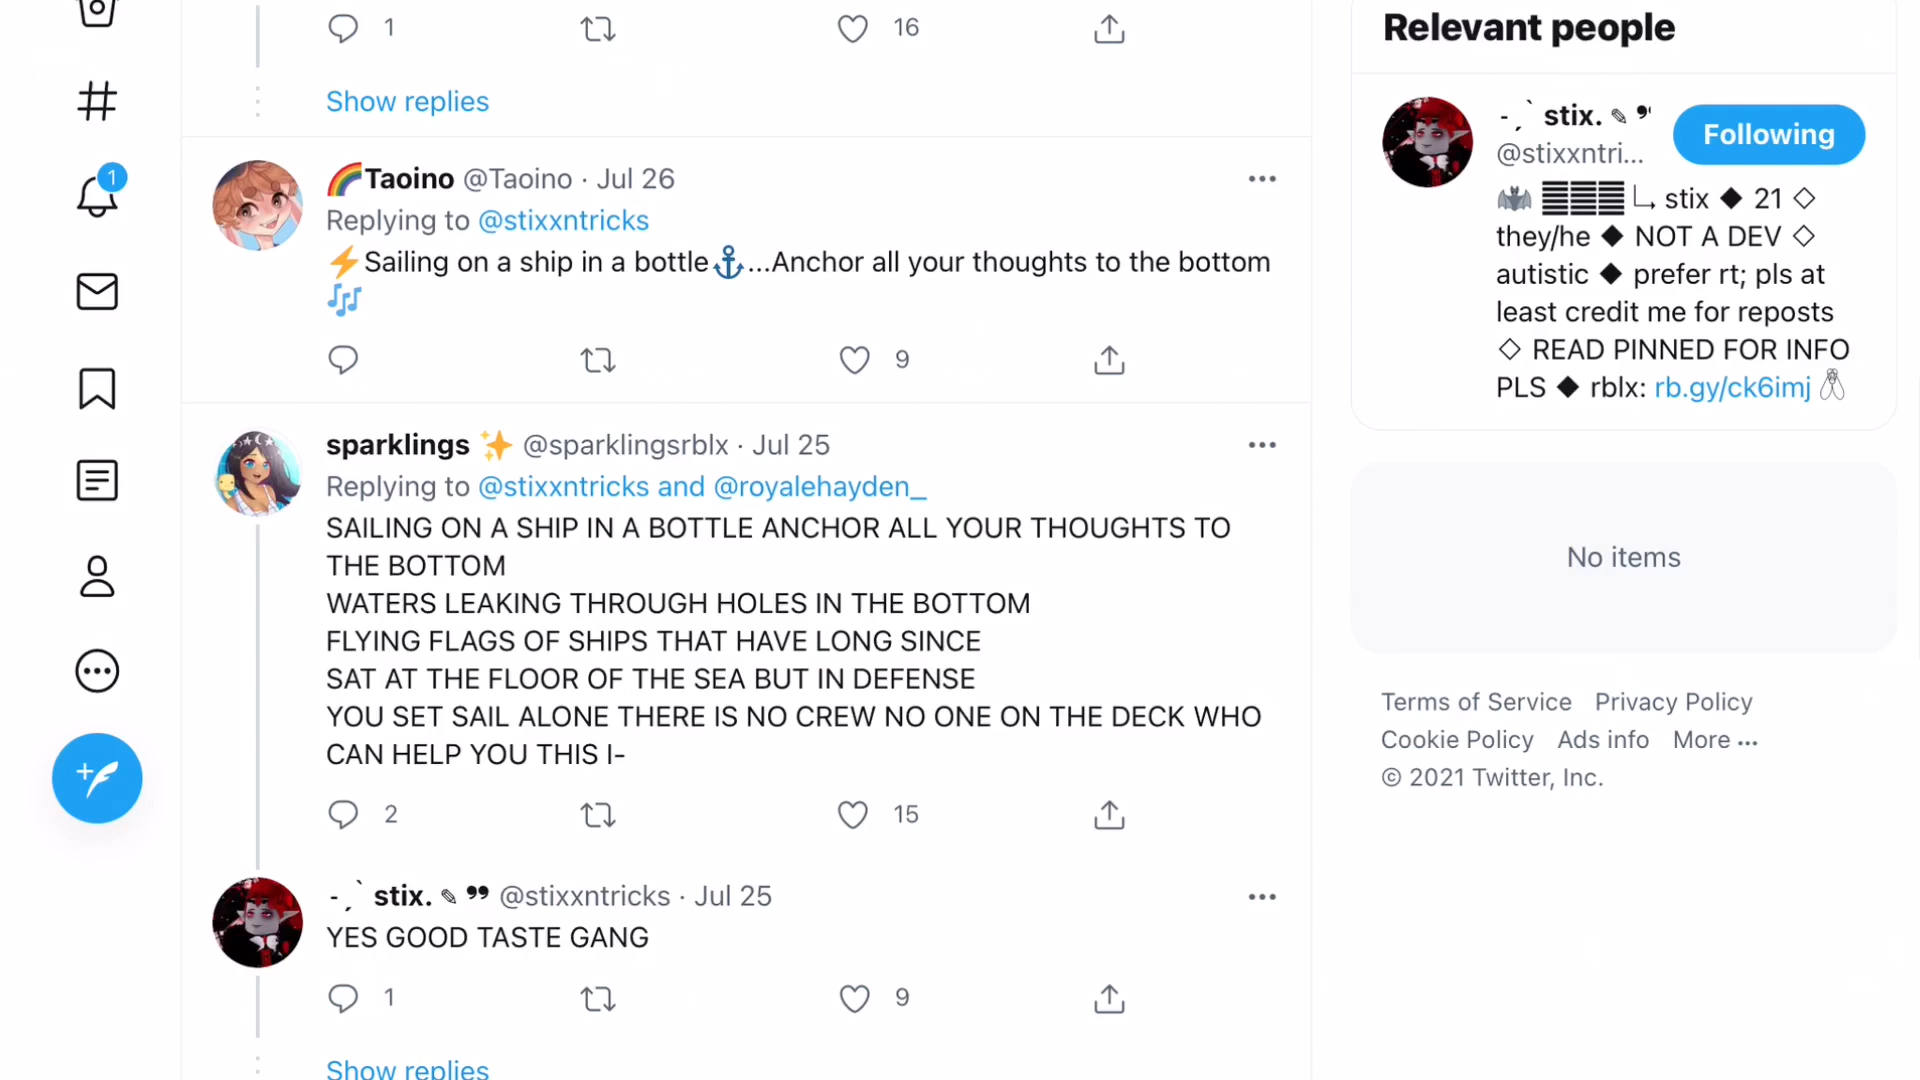 1
16
Show replies
🌈Taoino @Taoino · Jul 26
Replying to @stixxntricks
⚡Sailing on a ship in a bottle⚓...Anchor all your thoughts to the bottom
🎶
9
sparklings ✨ @sparklingsrblx · Jul 25
Replying to @stixxntricks and @royalehayden_
SAILING ON A SHIP IN A BOTTLE ANCHOR ALL YOUR THOUGHTS TO
THE BOTTOM
WATERS LEAKING THROUGH HOLES IN THE BOTTOM
FLYING FLAGS OF SHIPS THAT HAVE LONG SINCE
SAT AT THE FLOOR OF THE SEA BUT IN DEFENSE
YOU SET SAIL ALONE THERE IS NO CREW NO ONE ON THE DECK WHO
CAN HELP YOU THIS I-
2
15
- ˏˋ stix. ✎ ❞ @stixxntricks · Jul 25
YES GOOD TASTE GANG
1
9
Show replies
1
Relevant people
- ˏˋ stix. ✎ ❞
@stixxntri...
Following
🦇 𝄜𝄜𝄜 ╰→ stix ◆ 21 ◇
they/he ◆ NOT A DEV ◇
autistic ◆ prefer rt; pls at
least credit me for reposts
◇ READ PINNED FOR INFO
PLS ◆ rblx: rb.gy/ck6imj
No items
Terms of Service Privacy Policy
Cookie Policy Ads info More ···
© 2021 Twitter, Inc.